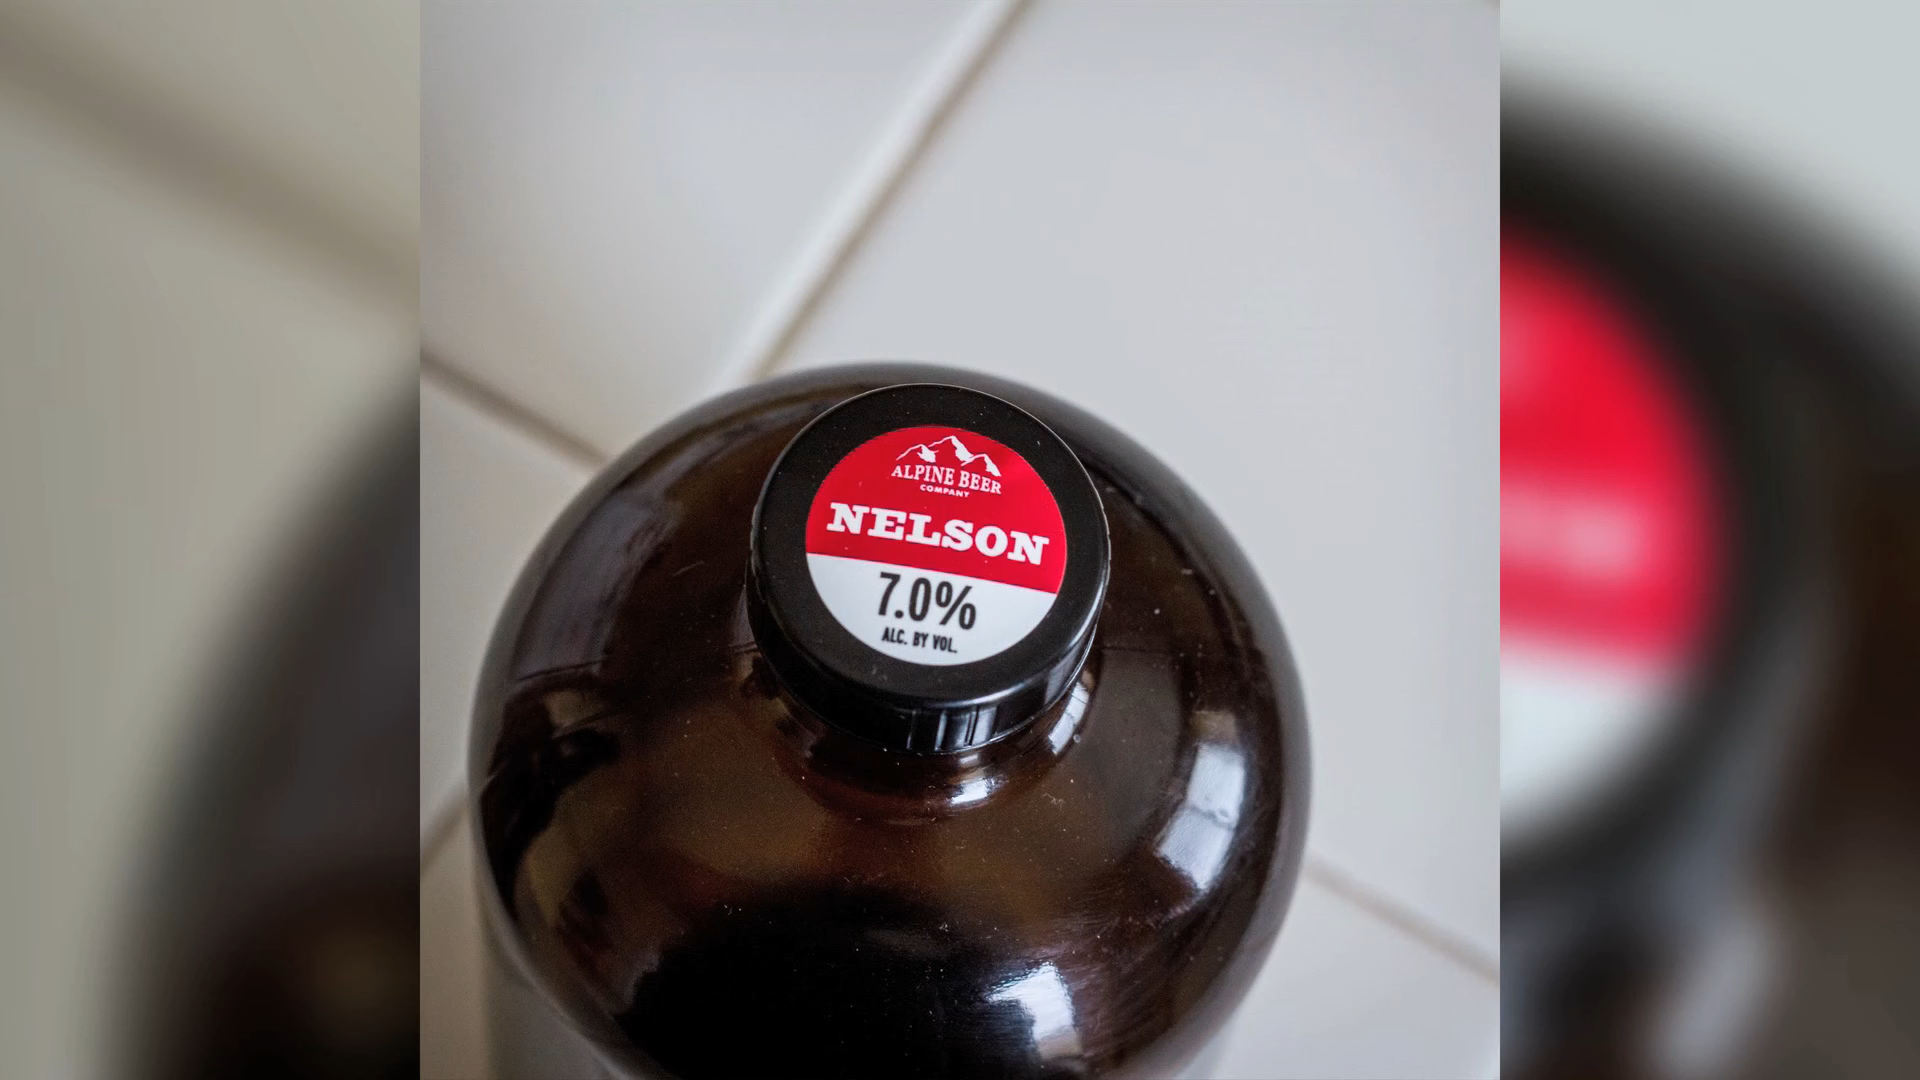 ALPINE BEER
COMPANY
NELSON
7.0%
ALC. BY VOL.